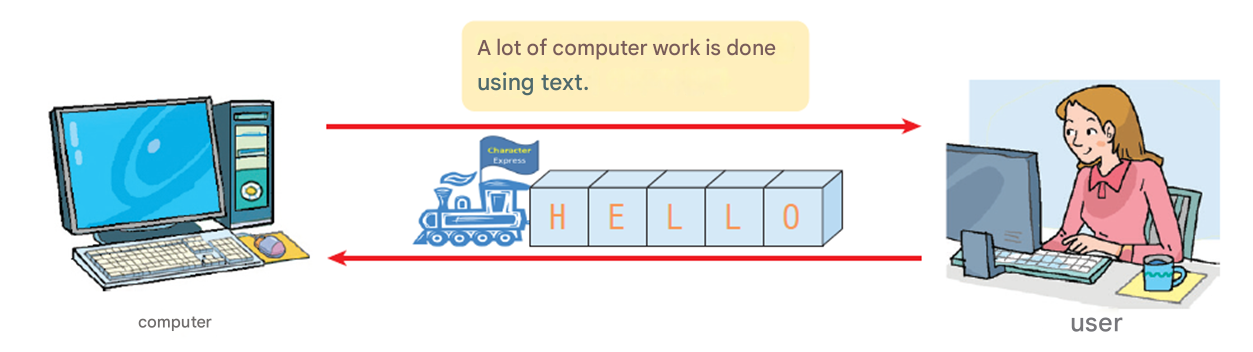 A lot of computer work is done
using text.
Character
Express
H E L L O
computer
user